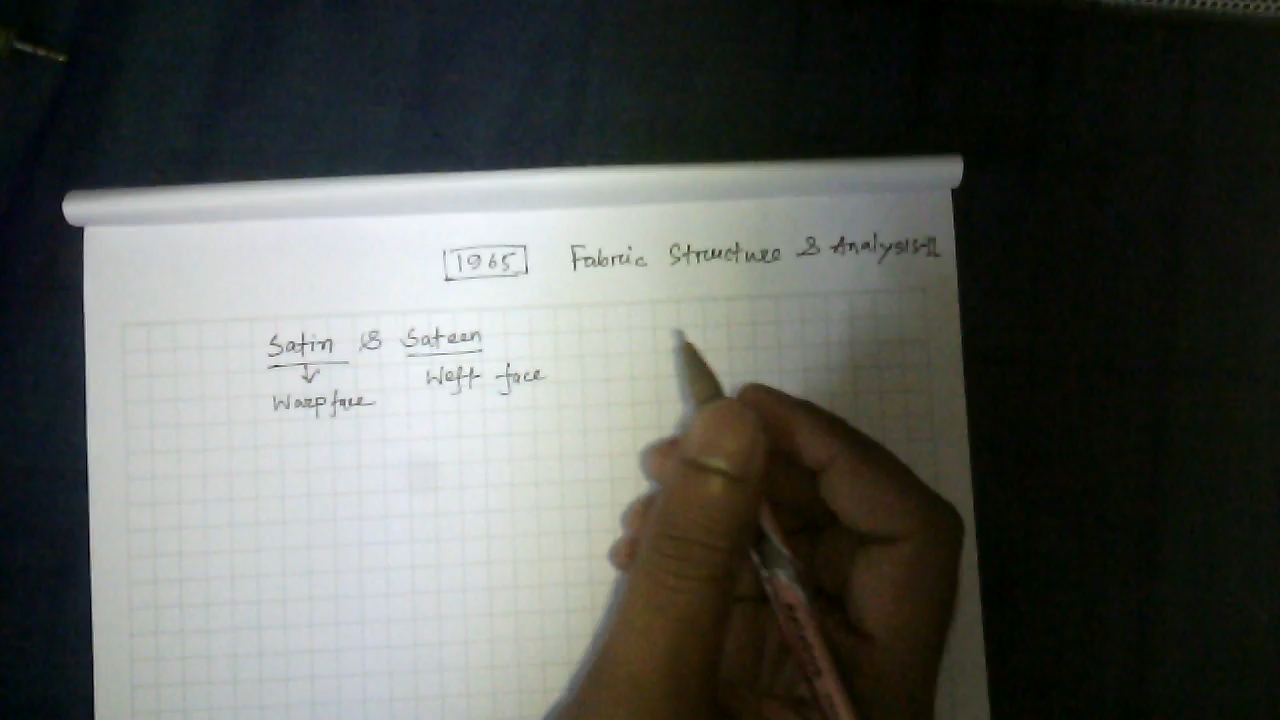 1965 Fabric Structure & Analysis-II
Satin & Sateen
Weft face
Warp face